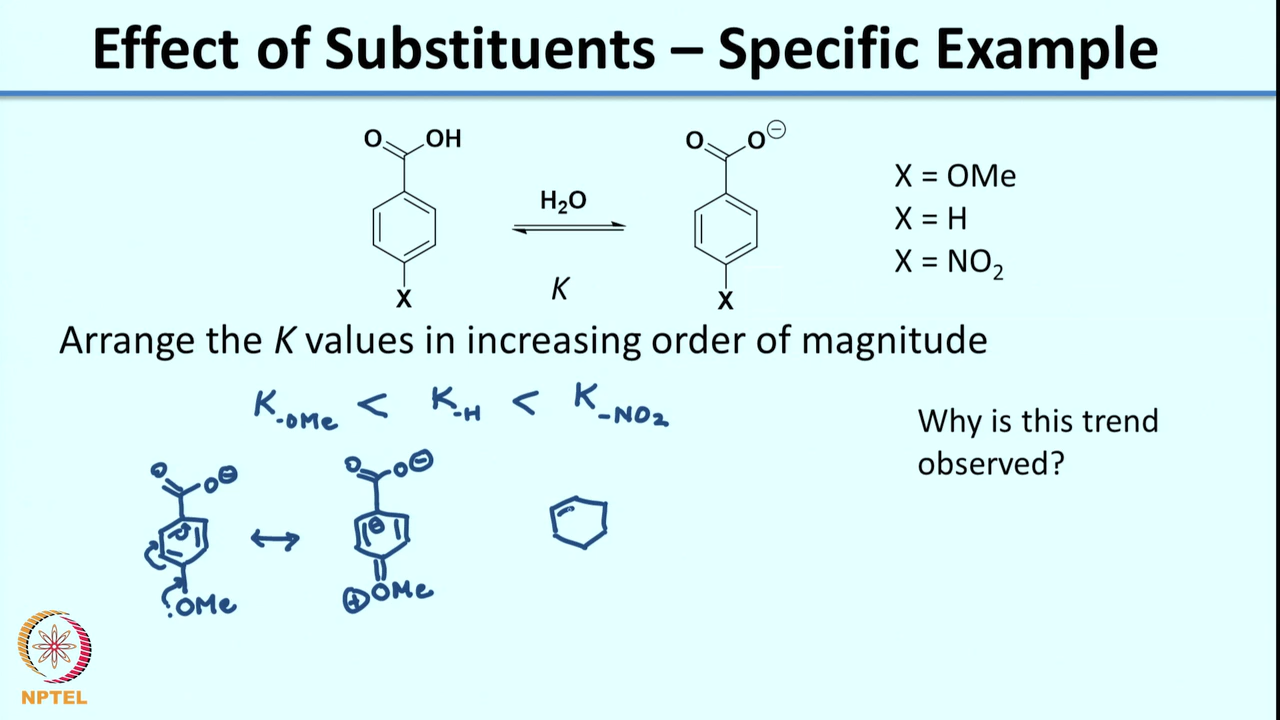 Effect of Substituents – Specific Example
O OH
O O⊖
H₂O
K
X
X
X = OMe
X = H
X = NO₂
Arrange the K values in increasing order of magnitude
K-OMe < K-H < K-NO₂
Why is this trend
observed?
O O⊖
O O⊖
⊖
:OMe
⊕OMe
NPTEL